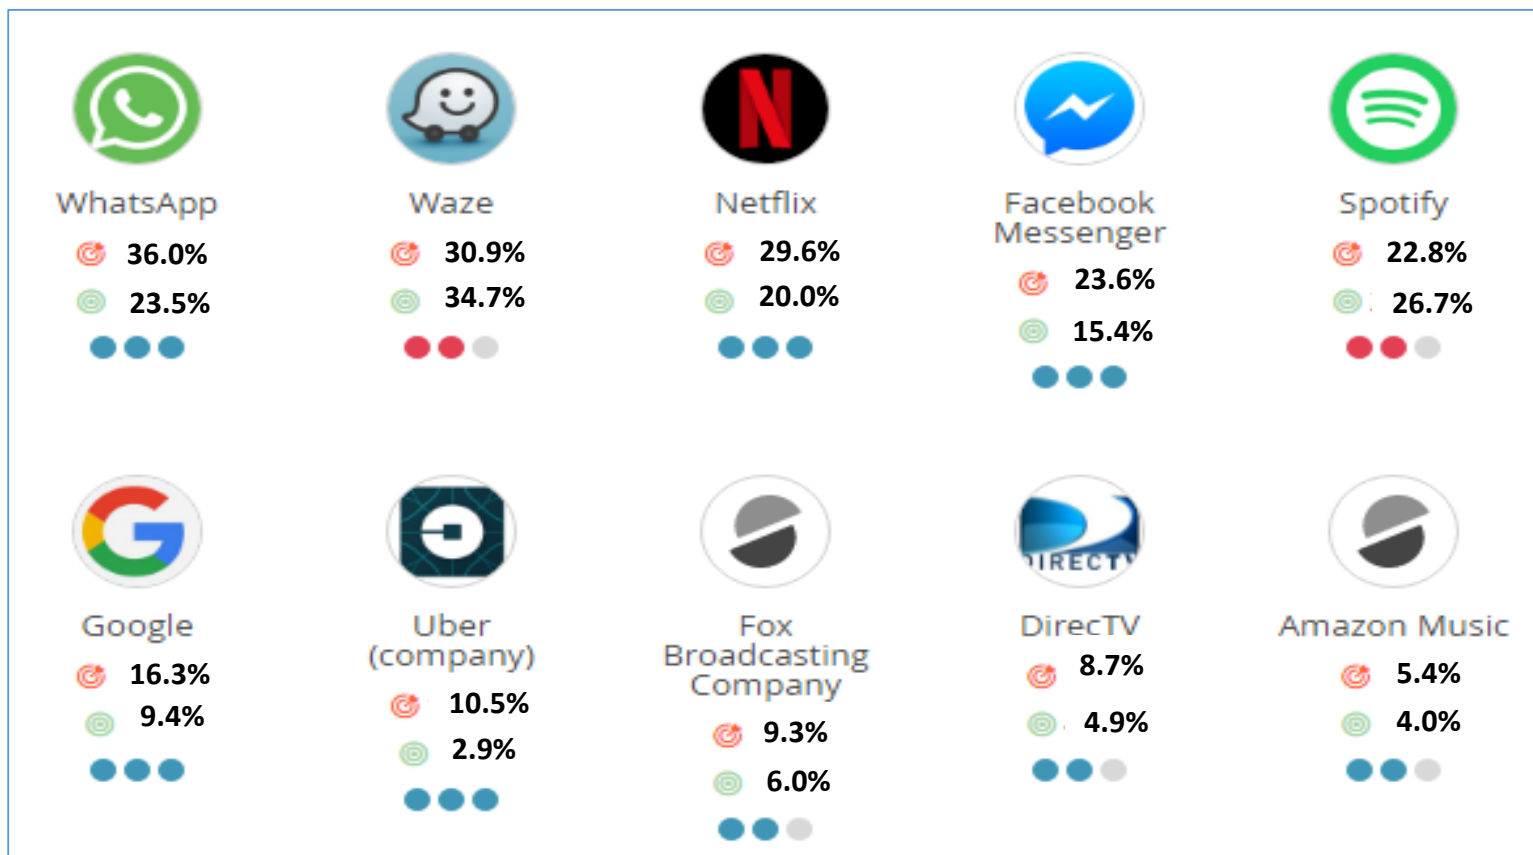 WhatsApp
36.0%
23.5%
Waze
30.9%
34.7%
Netflix
29.6%
20.0%
Facebook
Messenger
23.6%
15.4%
Spotify
22.8%
26.7%
Google
16.3%
9.4%
Uber
(company)
10.5%
2.9%
Fox
Broadcasting
Company
9.3%
6.0%
DIRECTV
DirecTV
8.7%
4.9%
Amazon Music
5.4%
4.0%